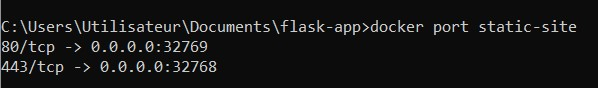 C:\Users\Utilisateur\Documents\flask-app>docker port static-site
80/tcp -> 0.0.0.0:32769
443/tcp -> 0.0.0.0:32768